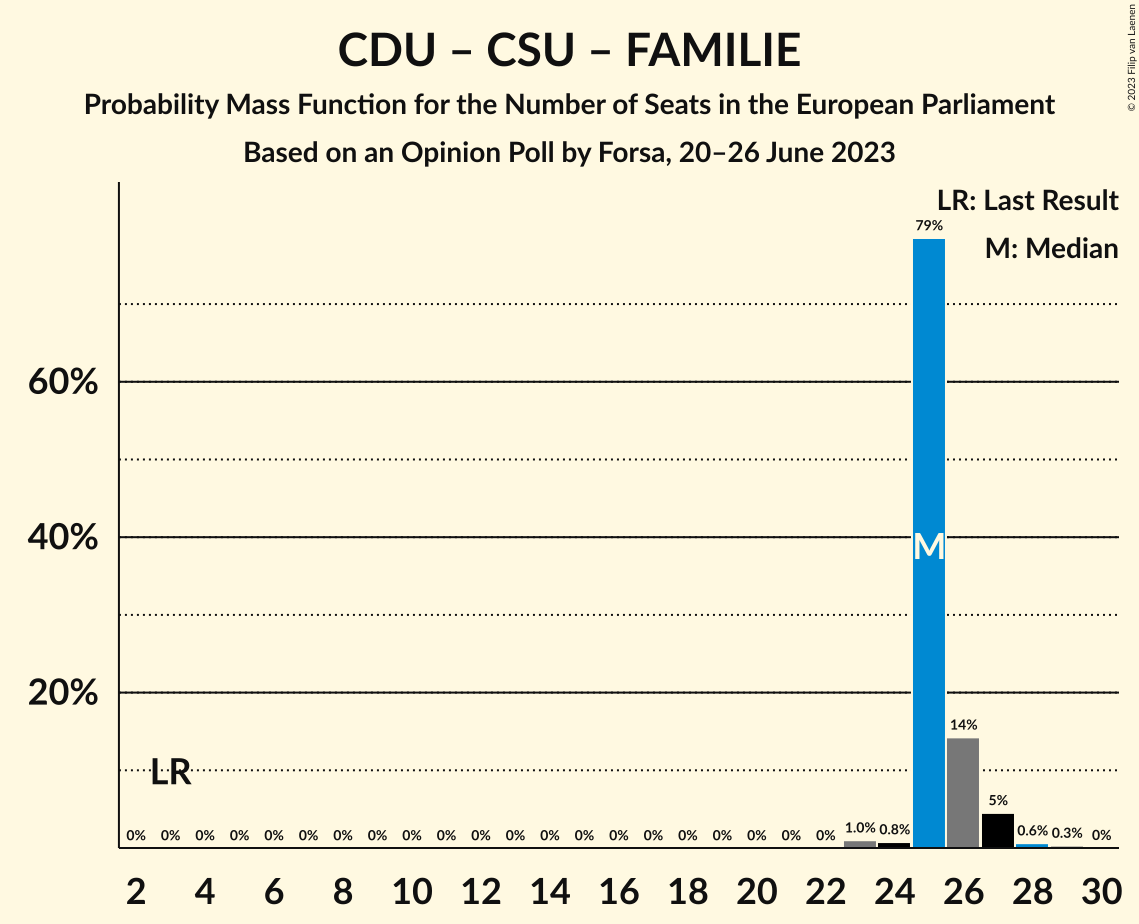 CDU – CSU – FAMILIE
Probability Mass Function for the Number of Seats in the European Parliament
Based on an Opinion Poll by Forsa, 20–26 June 2023
© 2023 Filip van Laenen
LR: Last Result
M: Median
79%
60%
40%
M
20%
14%
LR
5%
0% 0% 0% 0% 0% 0% 0% 0% 0% 0% 0% 0% 0% 0% 0% 0% 0% 0% 0% 0% 0% 1.0% 0.8% 0.6% 0.3% 0%
2 4 6 8 10 12 14 16 18 20 22 24 26 28 30